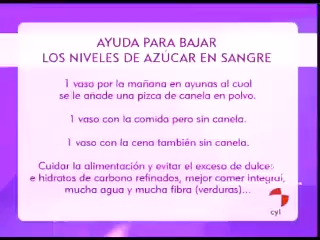 AYUDA PARA BAJAR
LOS NIVELES DE AZÚCAR EN SANGRE
1 vaso por la mañana en ayunas al cual
se le añade una pizca de canela en polvo.
1 vaso con la comida pero sin canela.
1 vaso con la cena también sin canela.
Cuidar la alimentación y evitar el exceso de dulces
e hidratos de carbono refinados, mejor comer integral,
mucha agua y mucha fibra (verduras)...
cyl